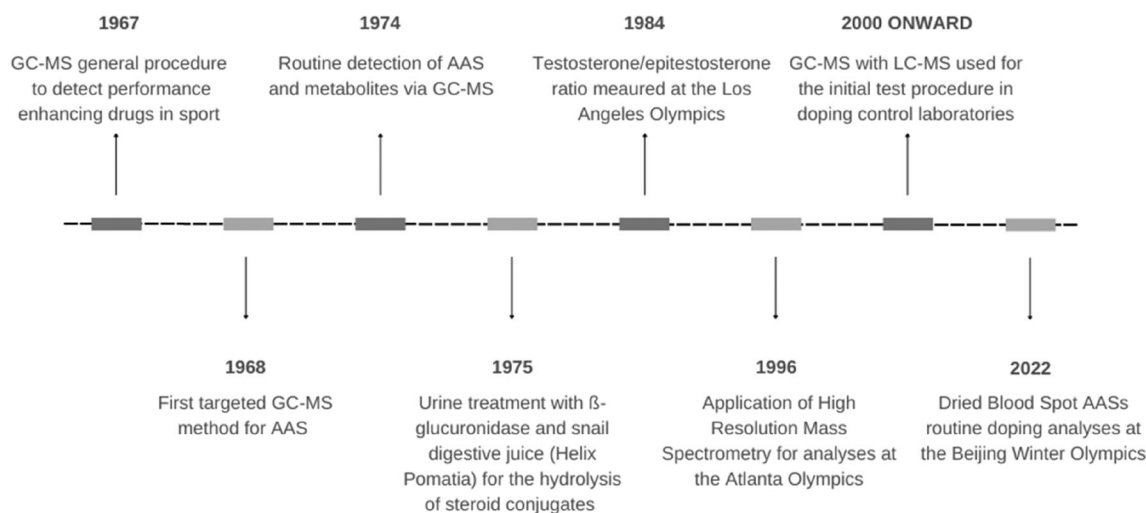 1967
GC-MS general procedure
to detect performance
enhancing drugs in sport
1974
Routine detection of AAS
and metabolites via GC-MS
1984
Testosterone/epitestosterone
ratio meaured at the Los
Angeles Olympics
2000 ONWARD
GC-MS with LC-MS used for
the initial test procedure in
doping control laboratories
1968
First targeted GC-MS
method for AAS
1975
Urine treatment with ß-
glucuronidase and snail
digestive juice (Helix
Pomatia) for the hydrolysis
of steroid conjugates
1996
Application of High
Resolution Mass
Spectrometry for analyses at
the Atlanta Olympics
2022
Dried Blood Spot AASs
routine doping analyses at
the Beijing Winter Olympics